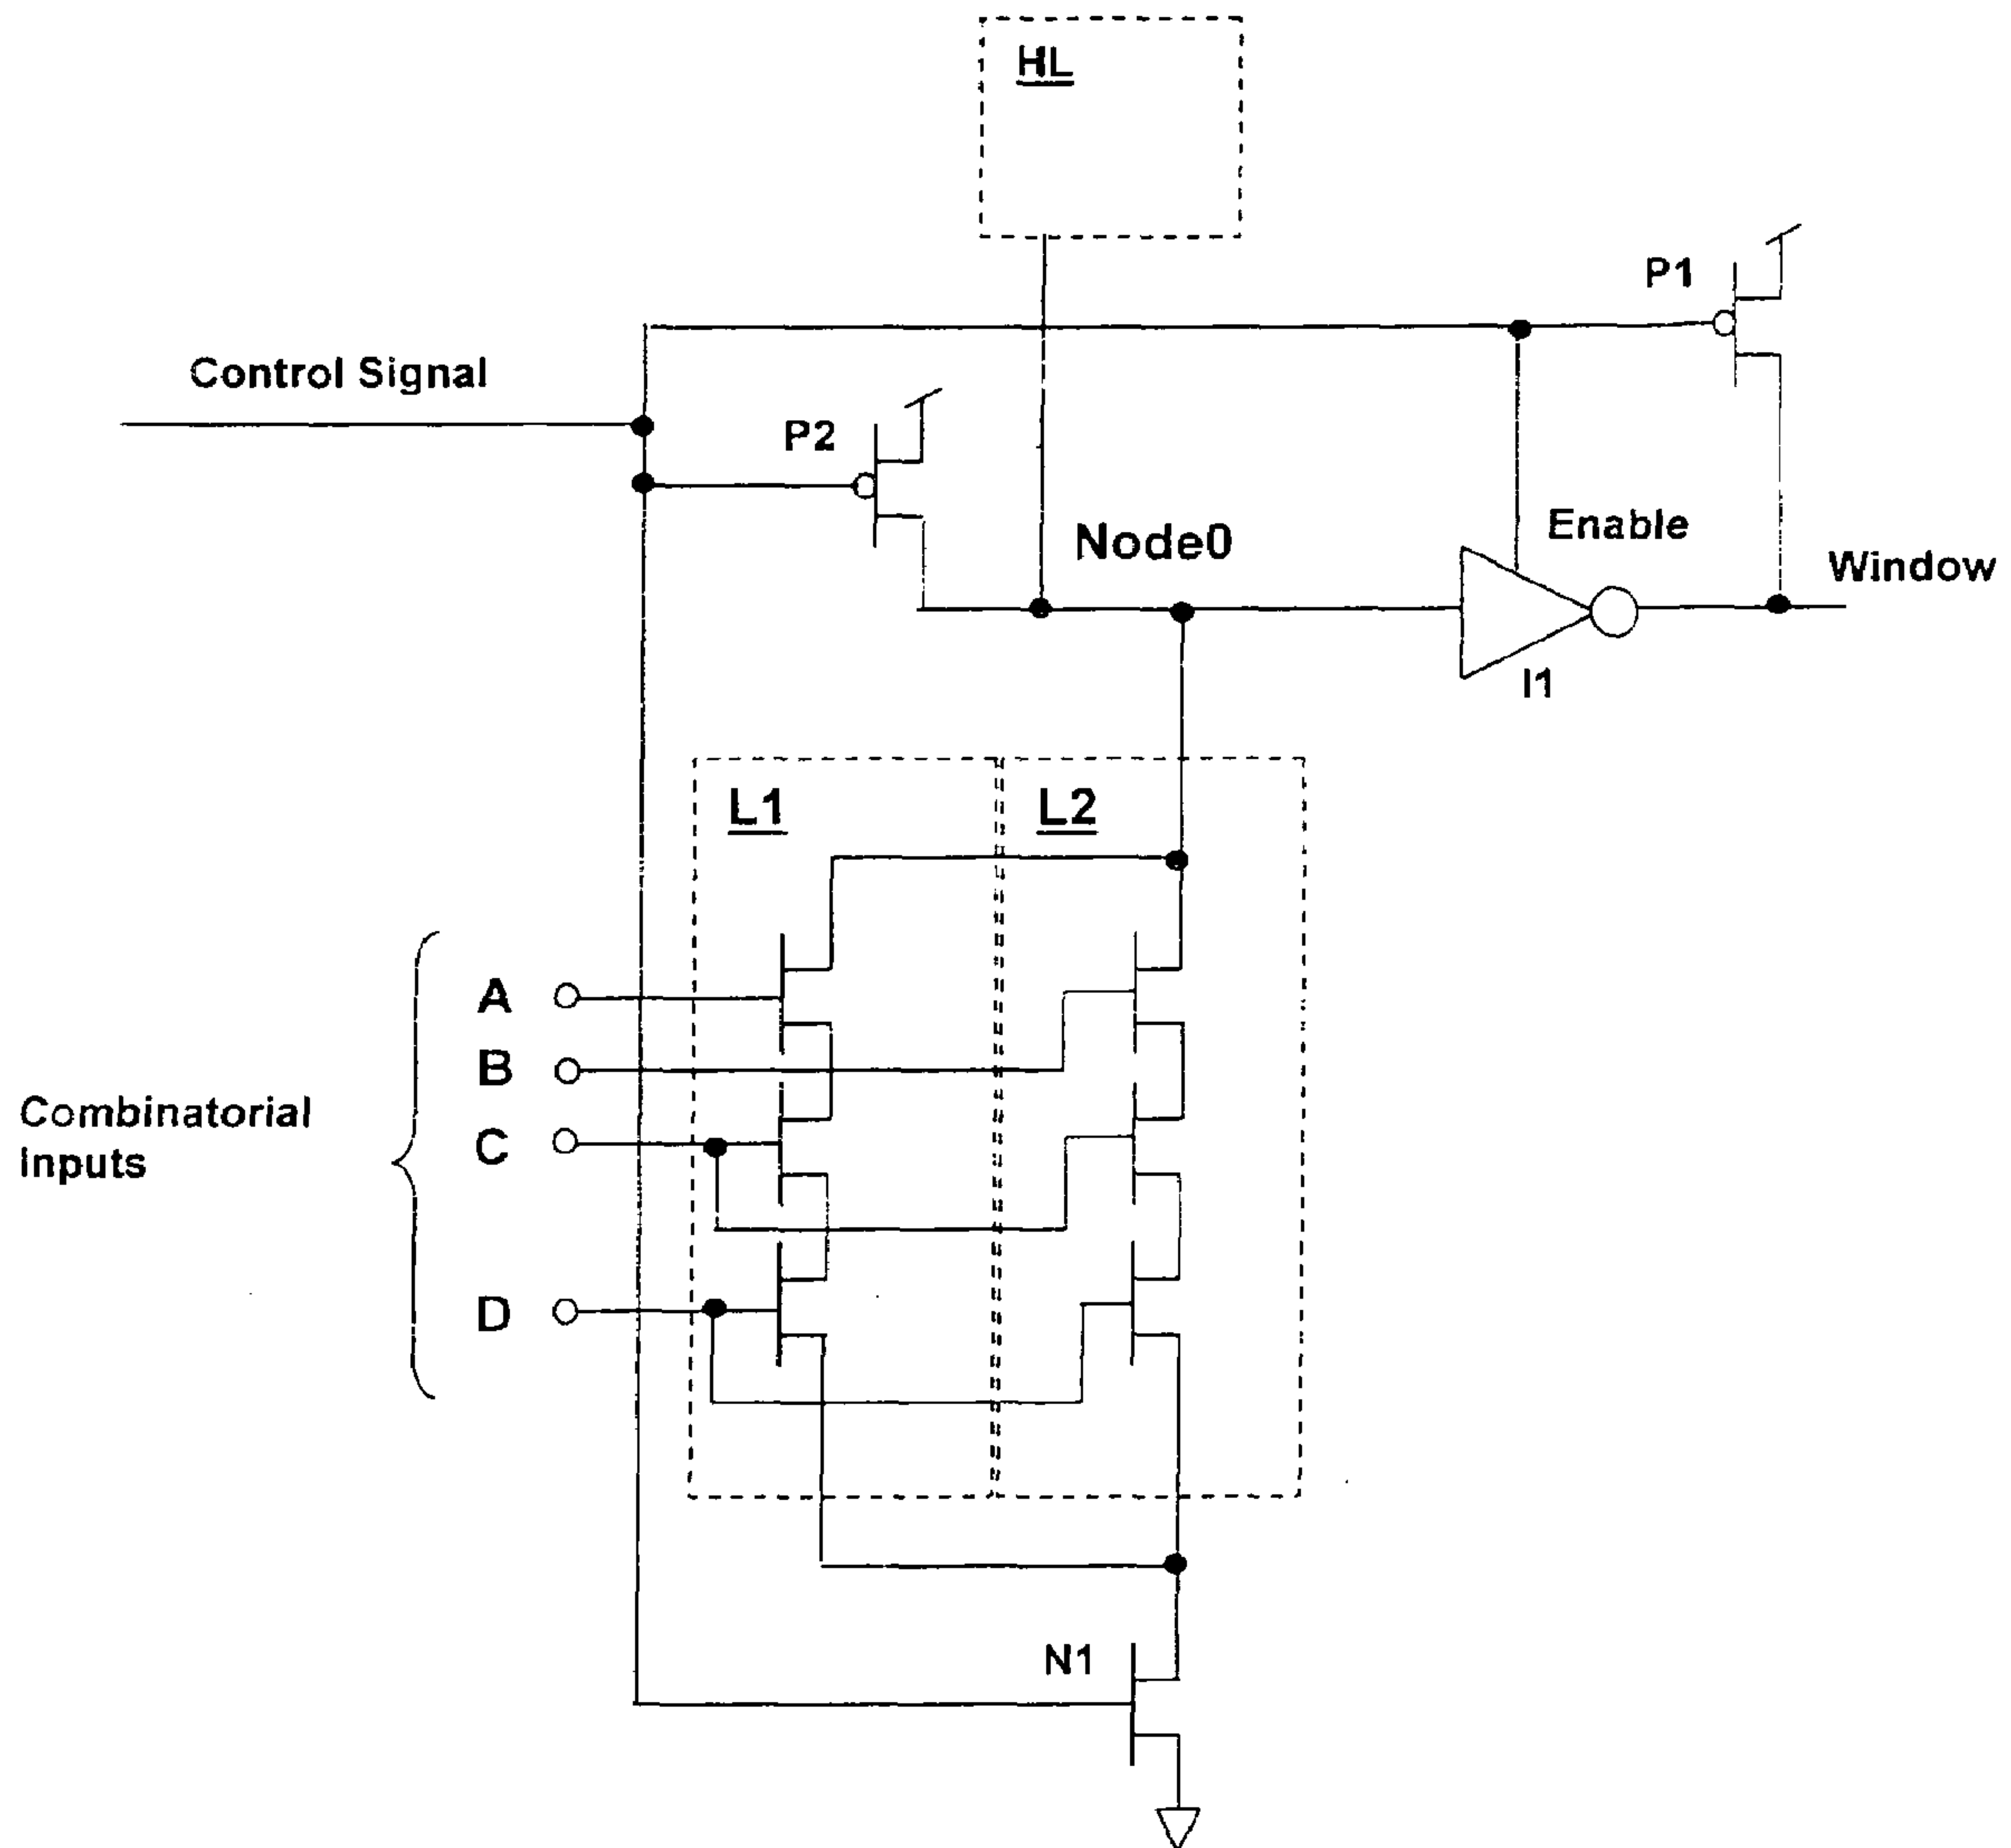 HL
P1
Control Signal
P2
Node0
Enable
Window
I1
L1
L2
A
B
Combinatorial
Inputs
C
D
N1